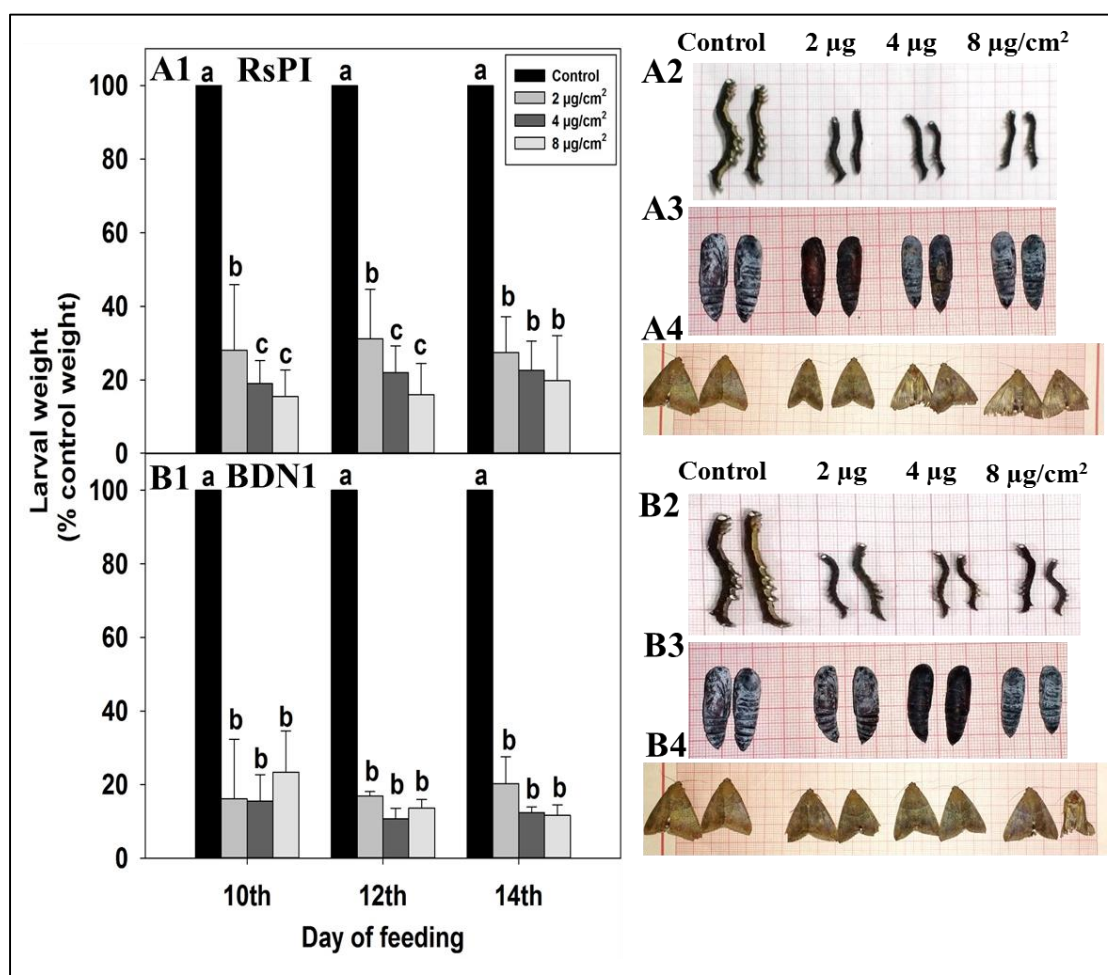 A1 RsPI
a a a
Control
2 µg/cm²
4 µg/cm²
8 µg/cm²
100
80
60
40
20
0
b c c b c c b b b
B1 BDN1
a a a
100
80
60
40
20
0
b b b b b b b b b
10th 12th 14th
Day of feeding
Larval weight
(% control weight)
Control 2 µg 4 µg 8 µg/cm²
A2
A3
A4
Control 2 µg 4 µg 8 µg/cm²
B2
B3
B4